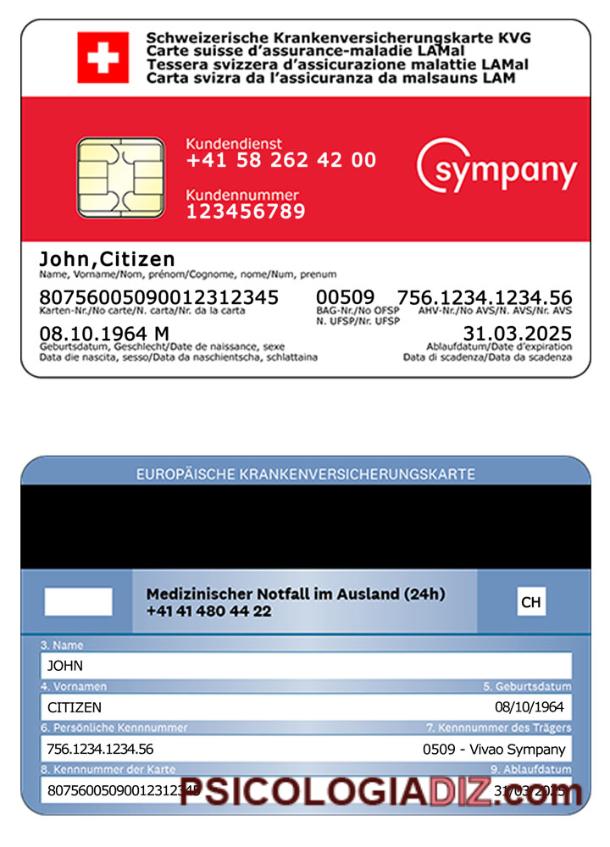 Schweizerische Krankenversicherungskarte KVG
Carte suisse d'assurance-maladie LAMal
Tessera svizzera d'assicurazione malattie LAMal
Carta svizra da l'assicuranza da malsauns LAM
Kundendienst
+41 58 262 42 00
sympany
Kundennummer
123456789
John,Citizen
Name, Vorname/Nom, prénom/Cognome, nome/Num, prenum
80756005090012312345 00509 756.1234.1234.56
Karten-Nr./No carte/N. carta/Nr. da la carta BAG-Nr./No OFSP AHV-Nr./No AVS/N. AVS/Nr. AVS
N. UFSP/Nr. UFSP
08.10.1964 M 31.03.2025
Geburtsdatum, Geschlecht/Date de naissance, sexe Ablaufdatum/Date d'expiration
Data die nascita, sesso/Data da naschientscha, schlattaina Data di scadenza/Data da scadenza
EUROPÄISCHE KRANKENVERSICHERUNGSKARTE
Medizinischer Notfall im Ausland (24h)
+41 41 480 44 22
CH
3. Name
JOHN
4. Vornamen 5. Geburtsdatum
CITIZEN 08/10/1964
6. Persönliche Kennnummer 7. Kennnummer des Trägers
756.1234.1234.56 0509 - Vivao Sympany
8. Kennnummer der Karte 9. Ablaufdatum
80756005090012312345 31/03/2025
PSICOLOGIADIZ.com